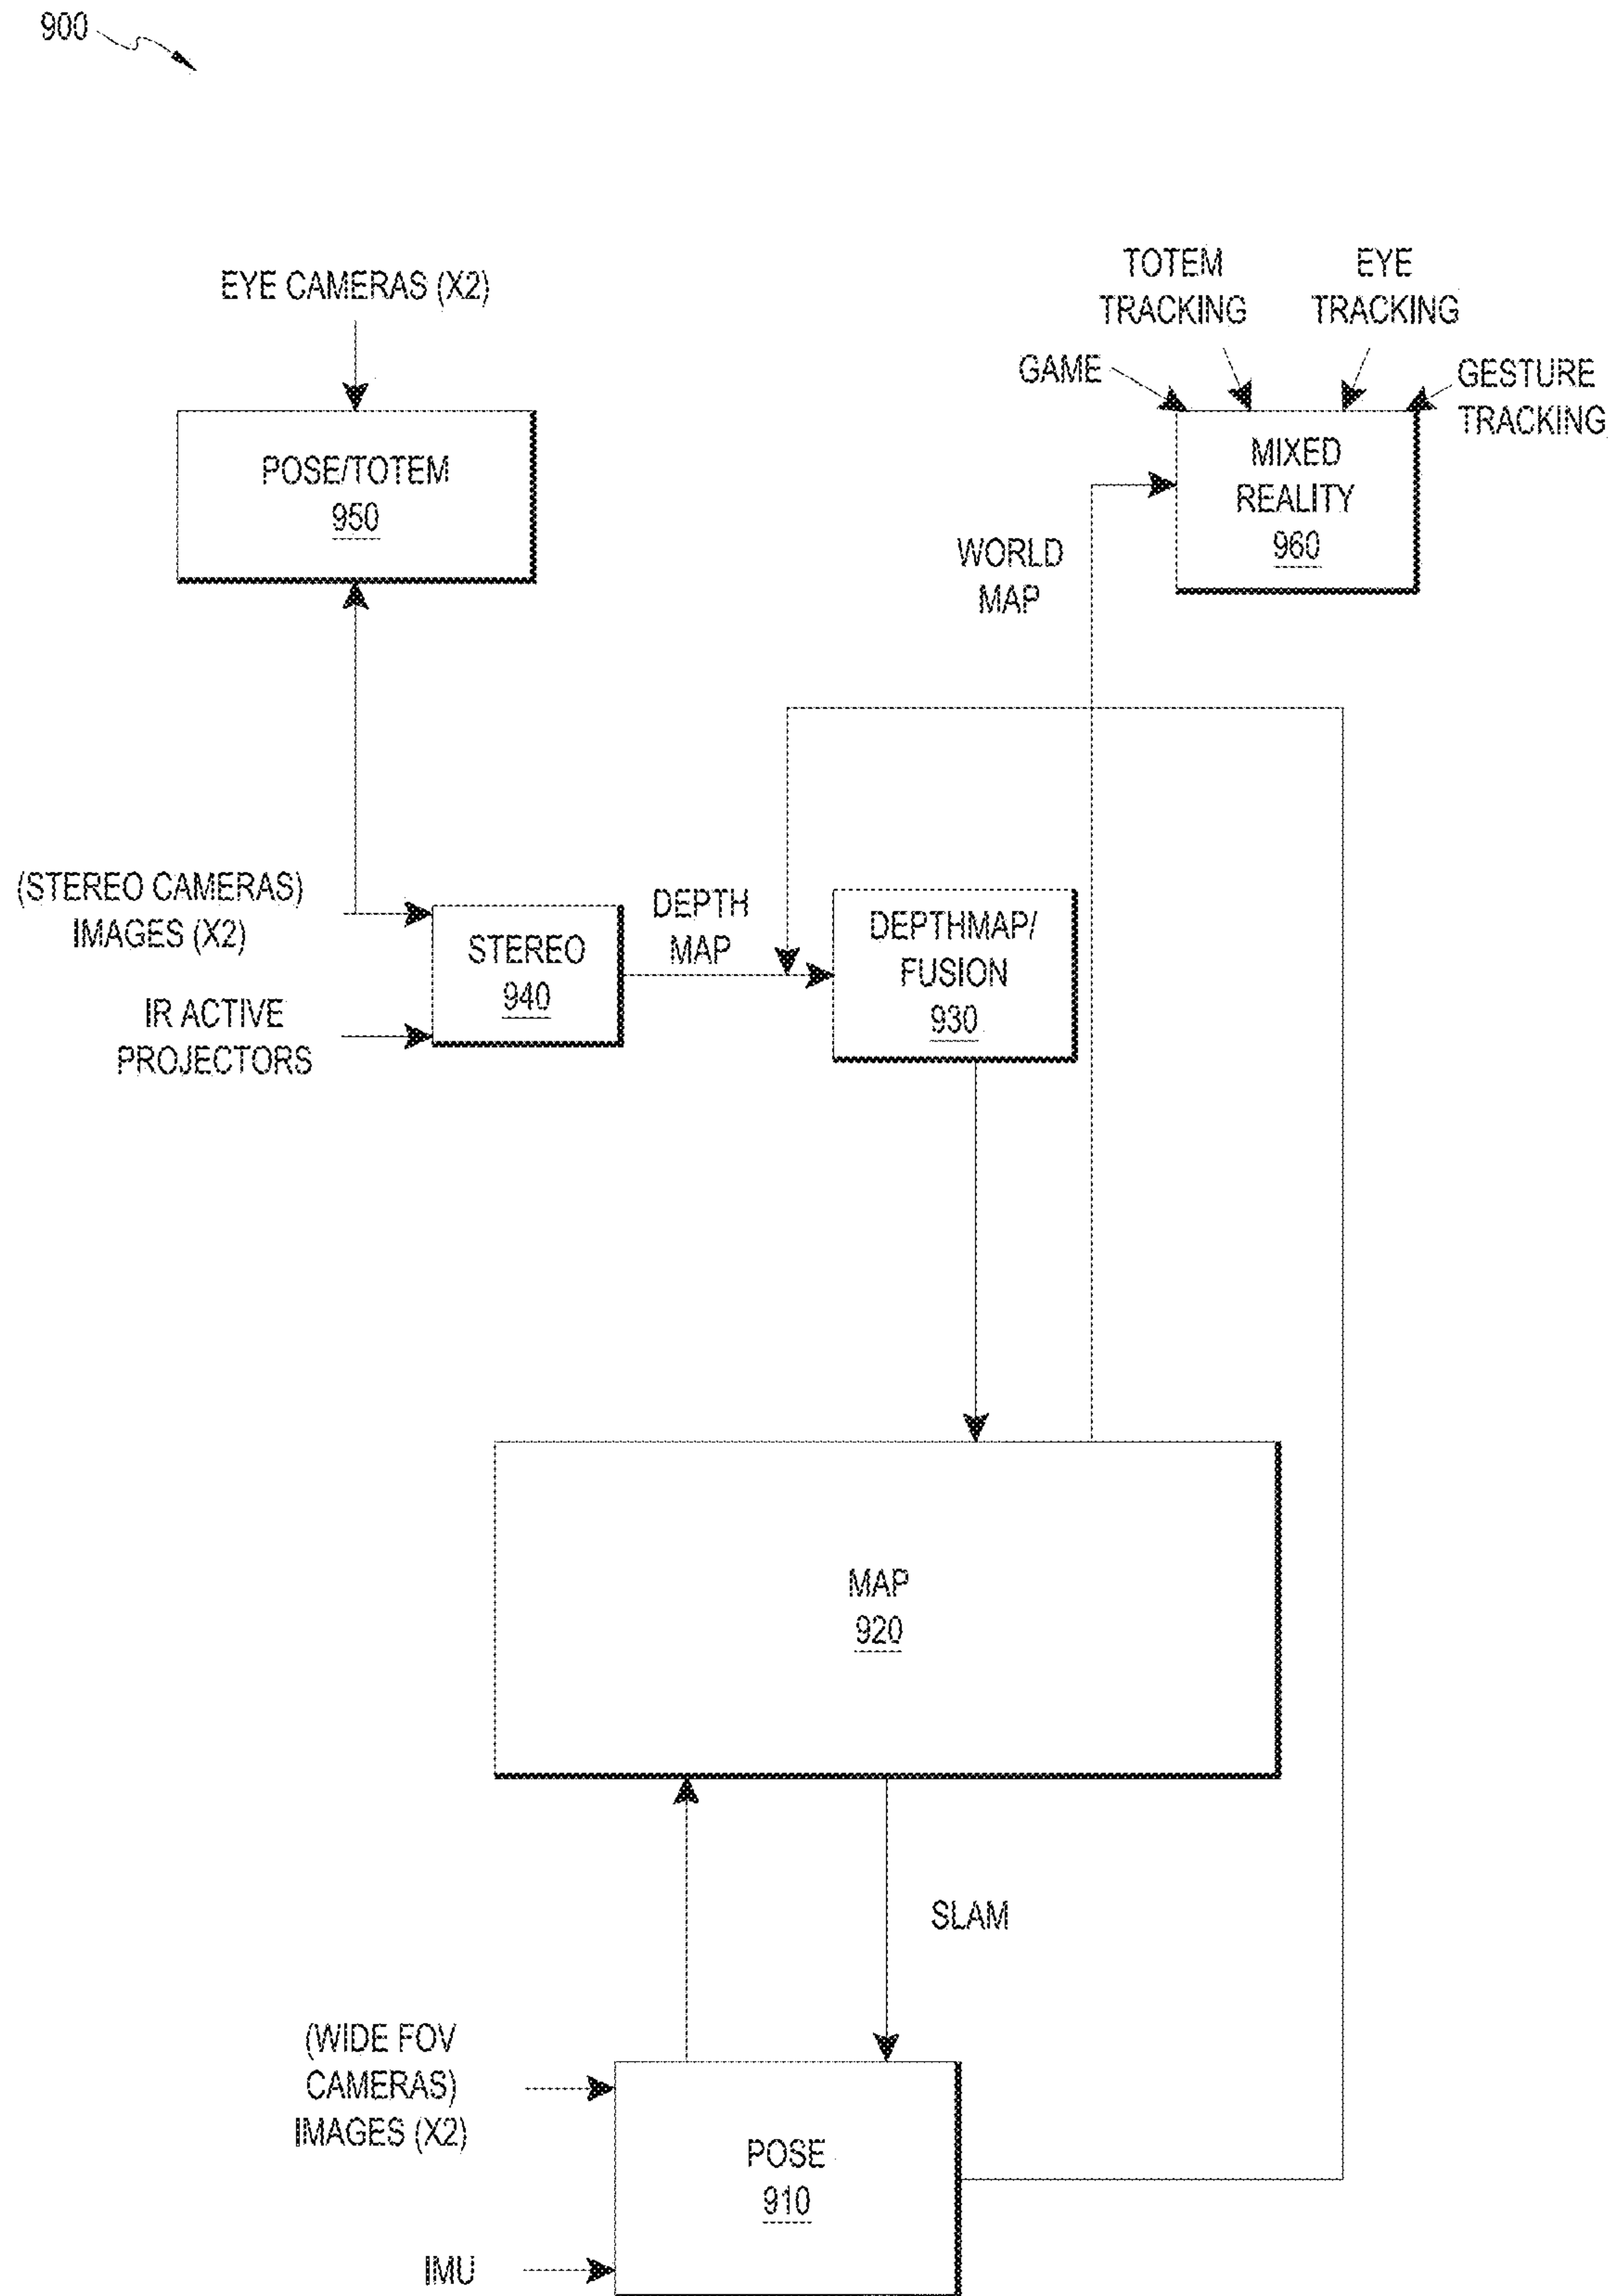 900
EYE CAMERAS (X2)
POSE/TOTEM
950
TOTEM
TRACKING
EYE
TRACKING
GAME
GESTURE
TRACKING
MIXED
REALITY
960
WORLD
MAP
(STEREO CAMERAS)
IMAGES (X2)
IR ACTIVE
PROJECTORS
STEREO
940
DEPTH
MAP
DEPTHMAP/
FUSION
930
MAP
920
SLAM
(WIDE FOV
CAMERAS)
IMAGES (X2)
IMU
POSE
910